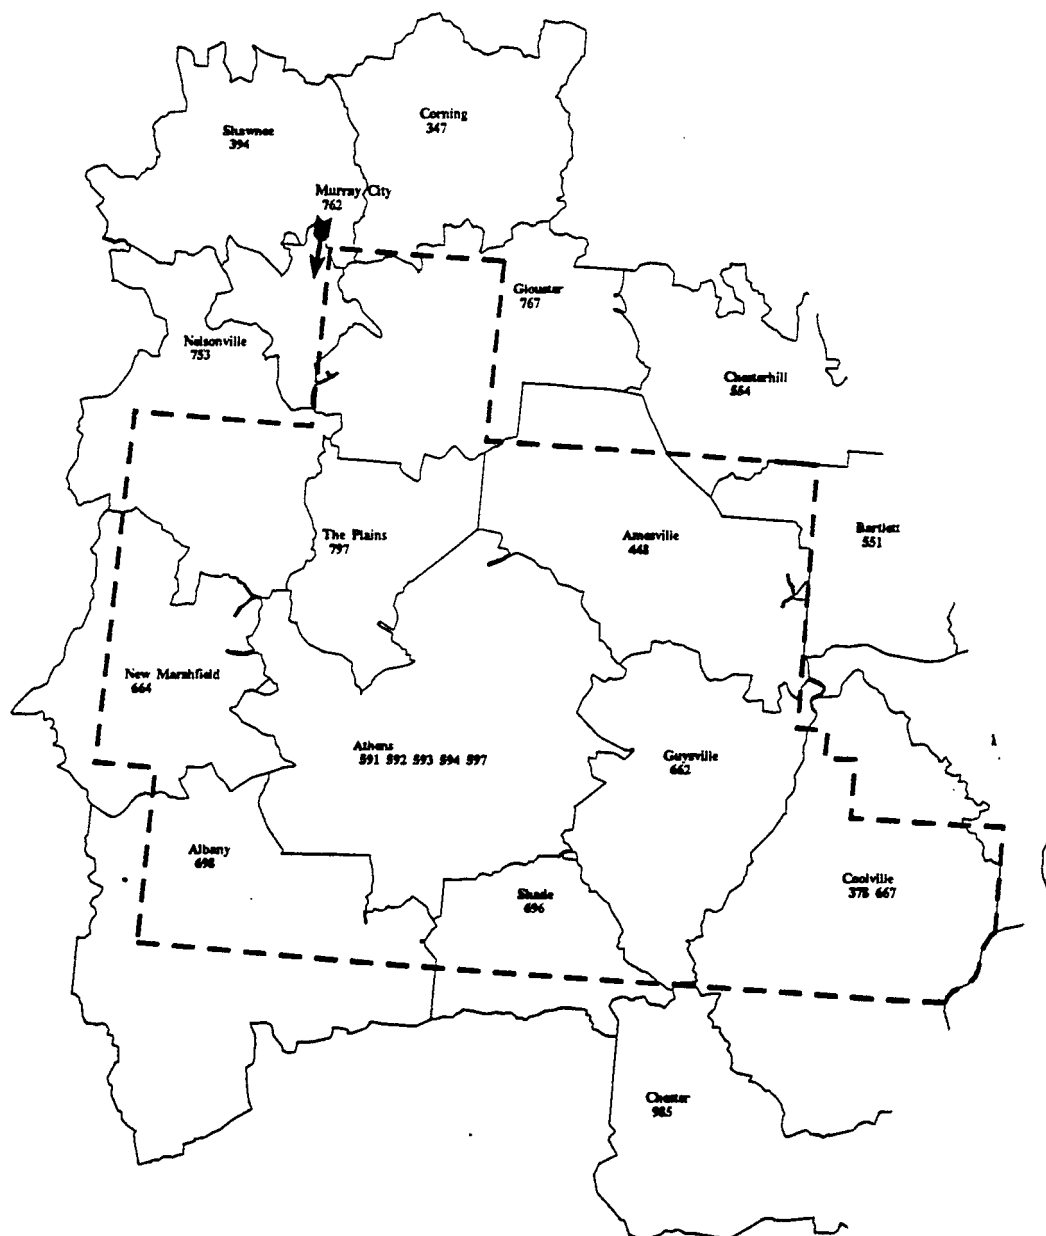 Corning
347
Shawnee
394
Murray City
762
Glouster
767
Nelsonville
753
Chesterhill
554
The Plains
797
Amesville
448
Bartlett
551
New Marshfield
664
Athens
591 592 593 594 597
Guysville
662
Albany
698
Coolville
378 667
Shade
696
Chester
985